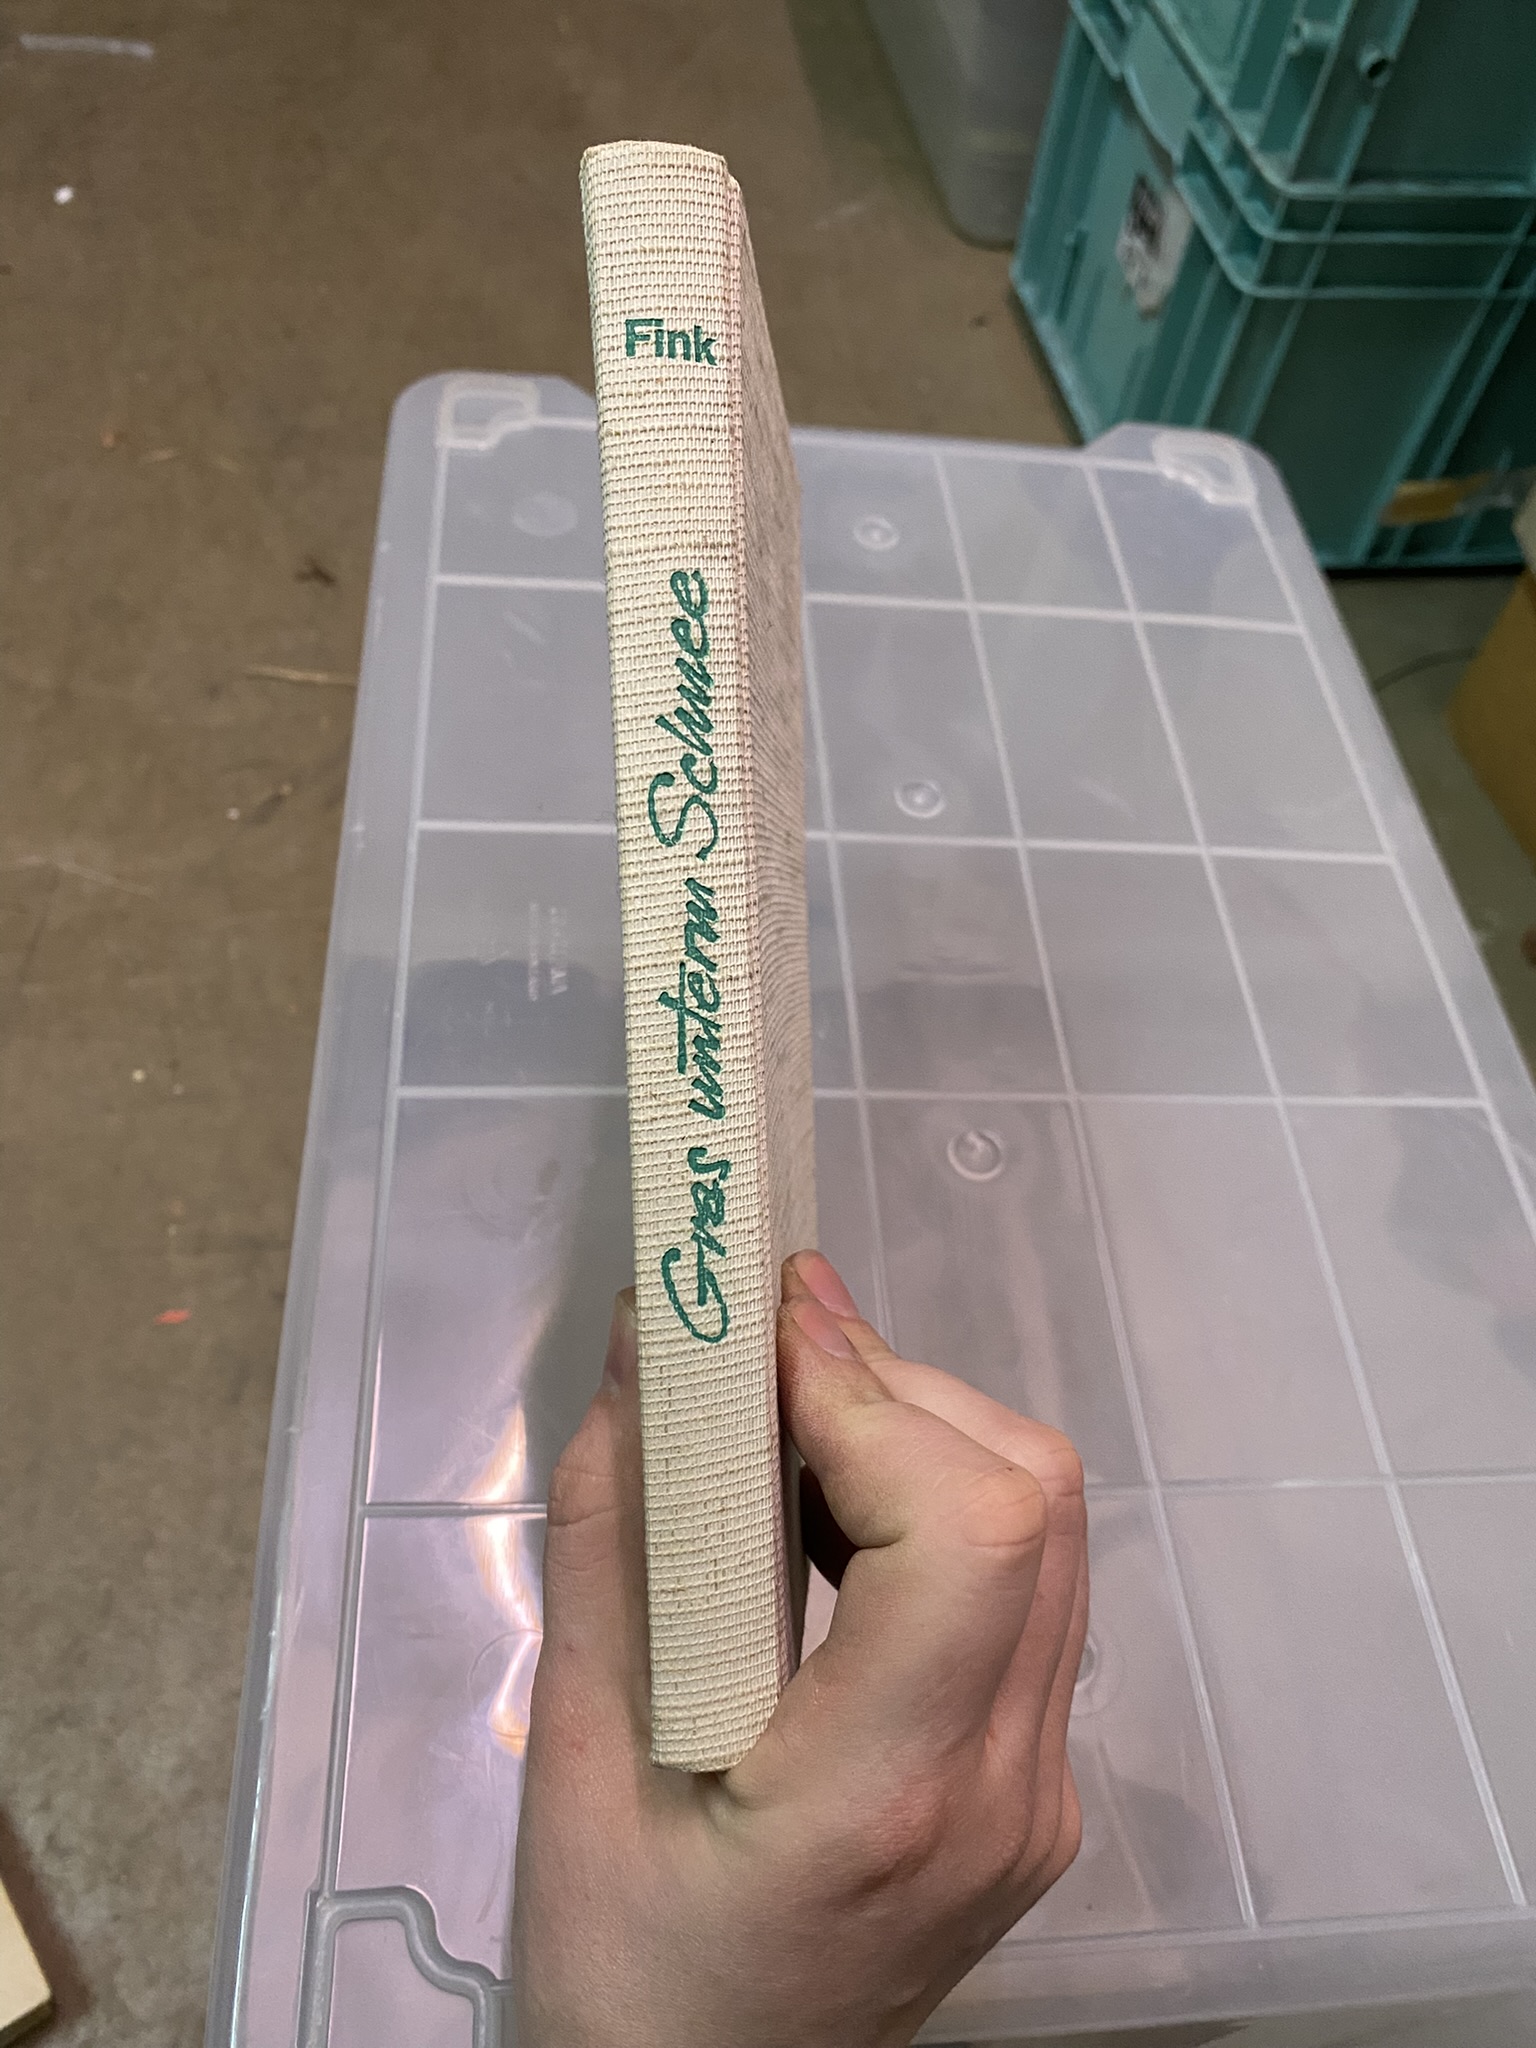 Fink
Gras unterm Schnee